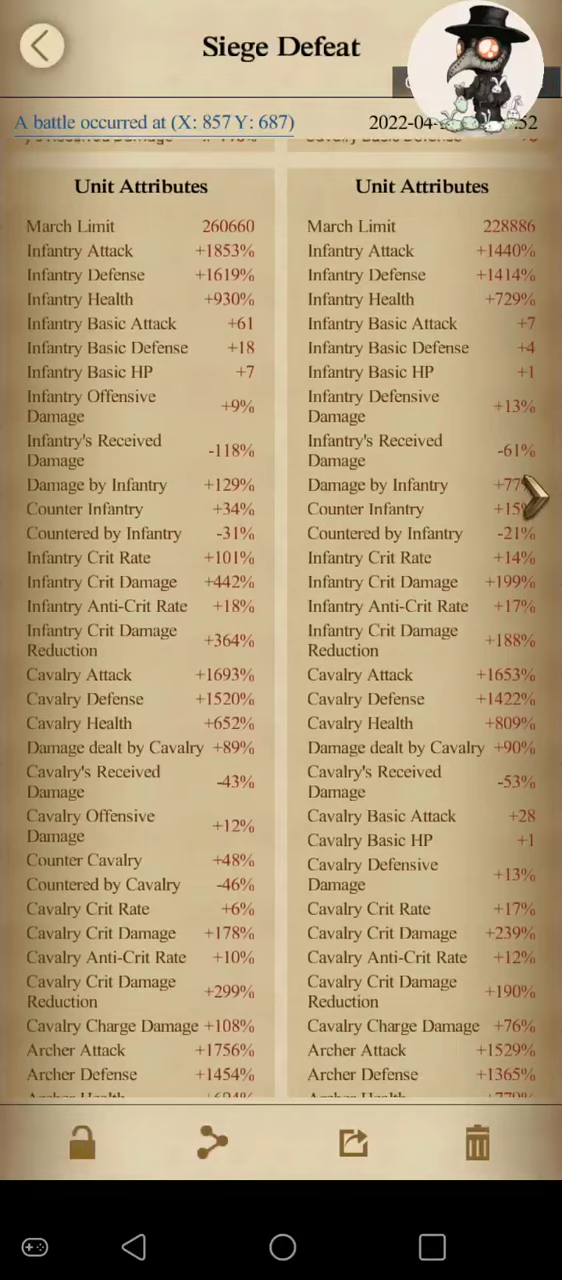 Siege Defeat
A battle occurred at (X: 857 Y: 687)
2022-04- 52
Unit Attributes
March Limit 260660
Infantry Attack +1853%
Infantry Defense +1619%
Infantry Health +930%
Infantry Basic Attack +61
Infantry Basic Defense +18
Infantry Basic HP +7
Infantry Offensive
Damage +9%
Infantry's Received
Damage -118%
Damage by Infantry +129%
Counter Infantry +34%
Countered by Infantry -31%
Infantry Crit Rate +101%
Infantry Crit Damage +442%
Infantry Anti-Crit Rate +18%
Infantry Crit Damage
Reduction +364%
Cavalry Attack +1693%
Cavalry Defense +1520%
Cavalry Health +652%
Damage dealt by Cavalry +89%
Cavalry's Received
Damage -43%
Cavalry Offensive
Damage +12%
Counter Cavalry +48%
Countered by Cavalry -46%
Cavalry Crit Rate +6%
Cavalry Crit Damage +178%
Cavalry Anti-Crit Rate +10%
Cavalry Crit Damage
Reduction +299%
Cavalry Charge Damage +108%
Archer Attack +1756%
Archer Defense +1454%
Unit Attributes
March Limit 228886
Infantry Attack +1440%
Infantry Defense +1414%
Infantry Health +729%
Infantry Basic Attack +7
Infantry Basic Defense +4
Infantry Basic HP +1
Infantry Defensive
Damage +13%
Infantry's Received
Damage -61%
Damage by Infantry +77
Counter Infantry +15%
Countered by Infantry -21%
Infantry Crit Rate +14%
Infantry Crit Damage +199%
Infantry Anti-Crit Rate +17%
Infantry Crit Damage
Reduction +188%
Cavalry Attack +1653%
Cavalry Defense +1422%
Cavalry Health +809%
Damage dealt by Cavalry +90%
Cavalry's Received
Damage -53%
Cavalry Basic Attack +28
Cavalry Basic HP +1
Cavalry Defensive
Damage +13%
Cavalry Crit Rate +17%
Cavalry Crit Damage +239%
Cavalry Anti-Crit Rate +12%
Cavalry Crit Damage
Reduction +190%
Cavalry Charge Damage +76%
Archer Attack +1529%
Archer Defense +1365%